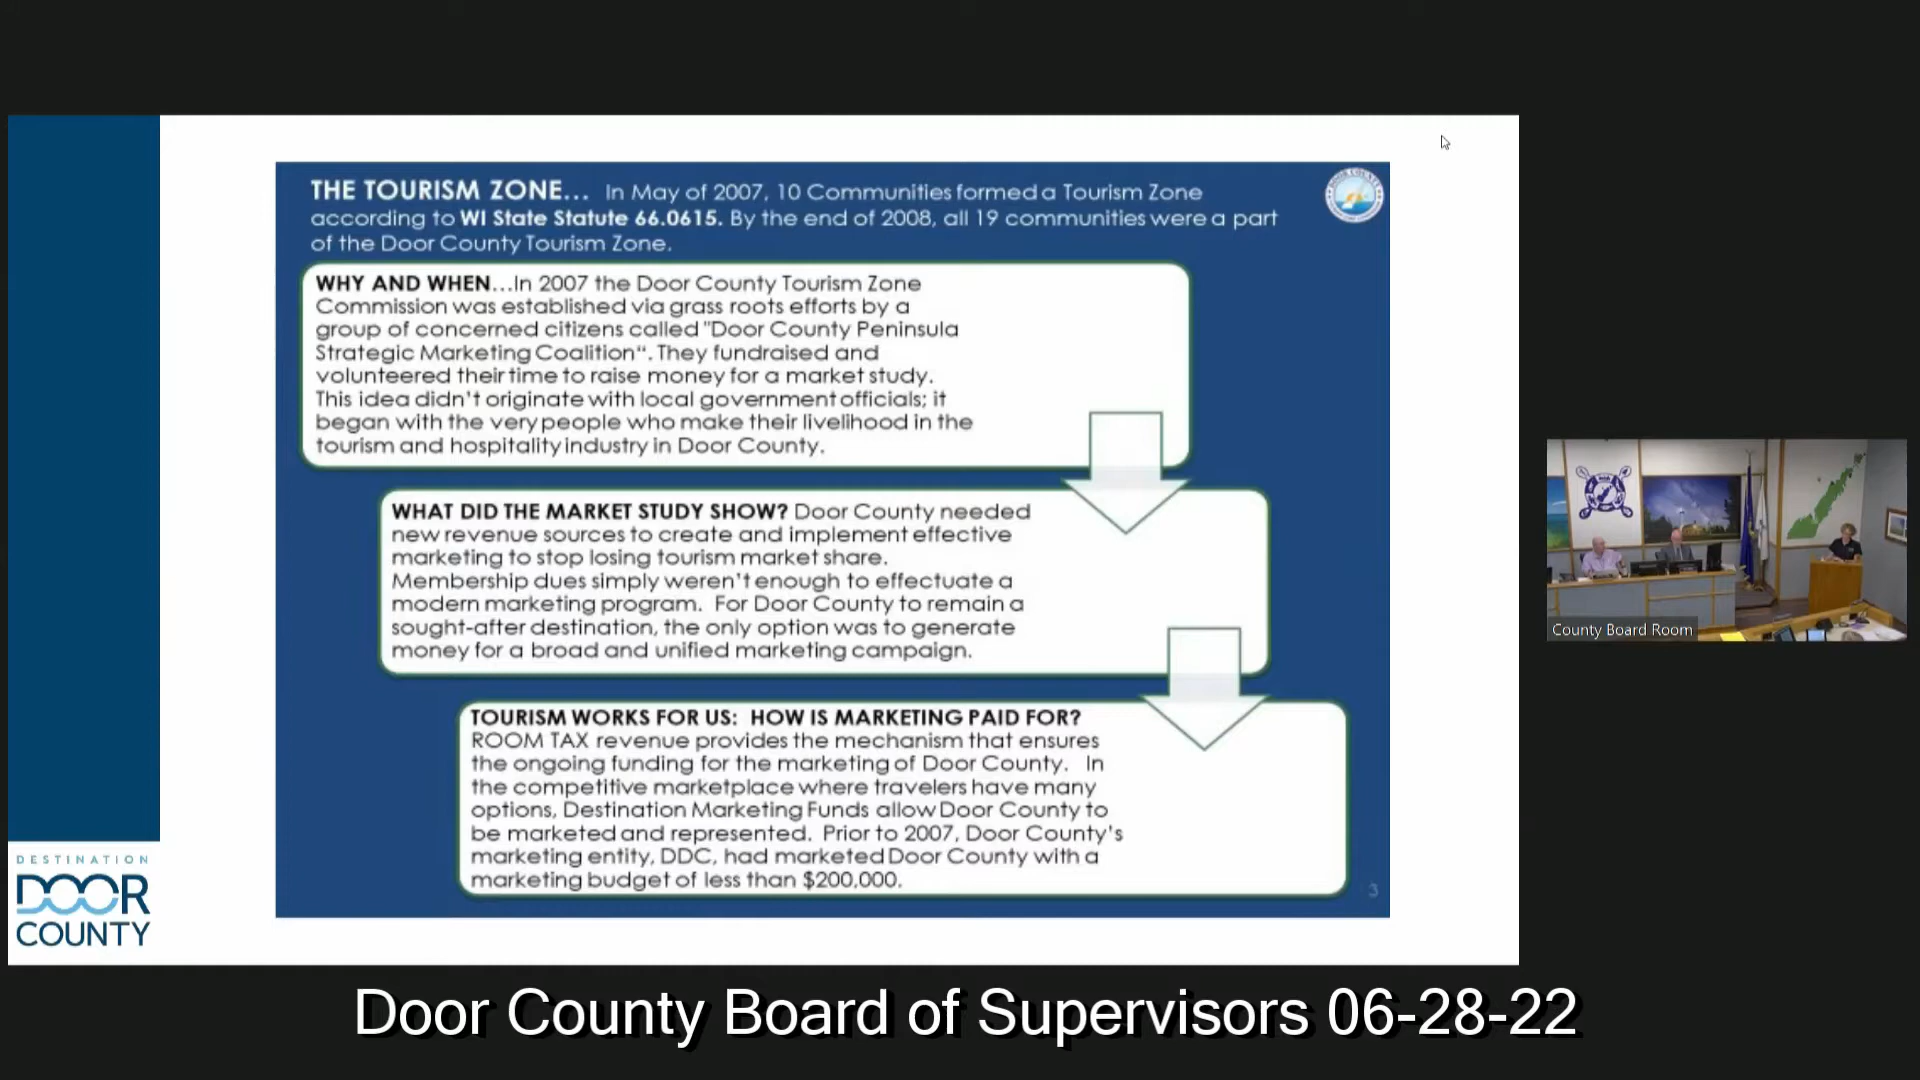 THE TOURISM ZONE... In May of 2007, 10 Communities formed a Tourism Zone
according to WI State Statute 66.0615. By the end of 2008, all 19 communities were a part
of the Door County Tourism Zone.
WHY AND WHEN...In 2007 the Door County Tourism Zone
Commission was established via grass roots efforts by a
group of concerned citizens called "Door County Peninsula
Strategic Marketing Coalition". They fundraised and
volunteered their time to raise money for a market study.
This idea didn't originate with local government officials; it
began with the very people who make their livelihood in the
tourism and hospitality industry in Door County.
WHAT DID THE MARKET STUDY SHOW? Door County needed
new revenue sources to create and implement effective
marketing to stop losing tourism market share.
Membership dues simply weren't enough to effectuate a
modern marketing program. For Door County to remain a
sought-after destination, the only option was to generate
money for a broad and unified marketing campaign.
TOURISM WORKS FOR US: HOW IS MARKETING PAID FOR?
ROOM TAX revenue provides the mechanism that ensures
the ongoing funding for the marketing of Door County. In
the competitive marketplace where travelers have many
options, Destination Marketing Funds allow Door County to
be marketed and represented. Prior to 2007, Door County's
marketing entity, DDC, had marketed Door County with a
marketing budget of less than $200,000.
3
DESTINATION
DOOR
COUNTY
County Board Room
Door County Board of Supervisors 06-28-22